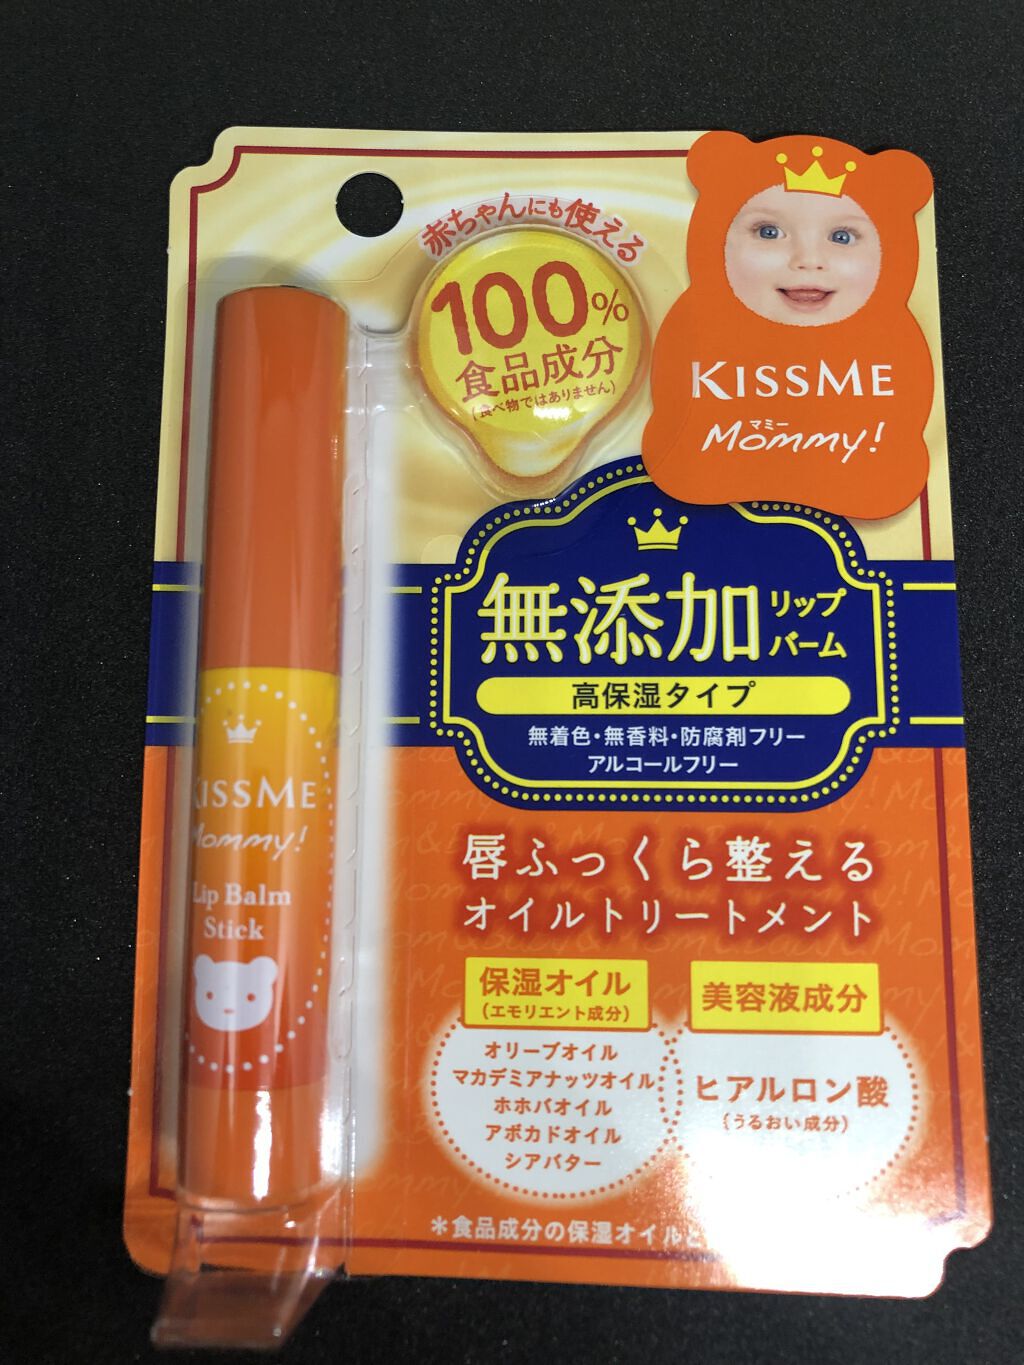 赤ちゃんにも使える
100%
食品成分
(食べ物ではありません)
KISSME
マミー
Mommy!
無添加
リップ
バーム
高保湿タイプ
無着色・無香料・防腐剤フリー
アルコールフリー
唇ふっくら整える
オイルトリートメント
保湿オイル
(エモリエント成分)
オリーブオイル
マカデミアナッツオイル
ホホバオイル
アボカドオイル
シアバター
美容液成分
ヒアルロン酸
(うるおい成分)
*食品成分の保湿オイルと
KISSME
Mommy!
Lip Balm
Stick